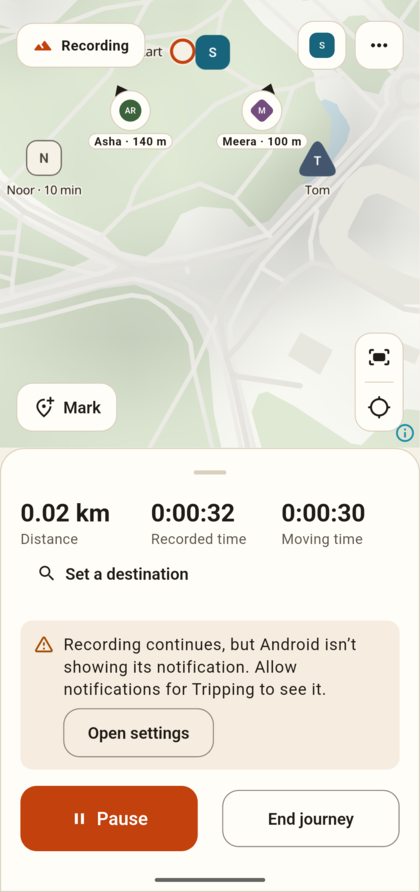 Recording
art
S
S
AR
M
Asha · 140 m
Meera · 100 m
N
T
Noor · 10 min
Tom
Mark
0.02 km
0:00:32
0:00:30
Distance
Recorded time
Moving time
Set a destination
Recording continues, but Android isn’t
showing its notification. Allow
notifications for Tripping to see it.
Open settings
Pause
End journey